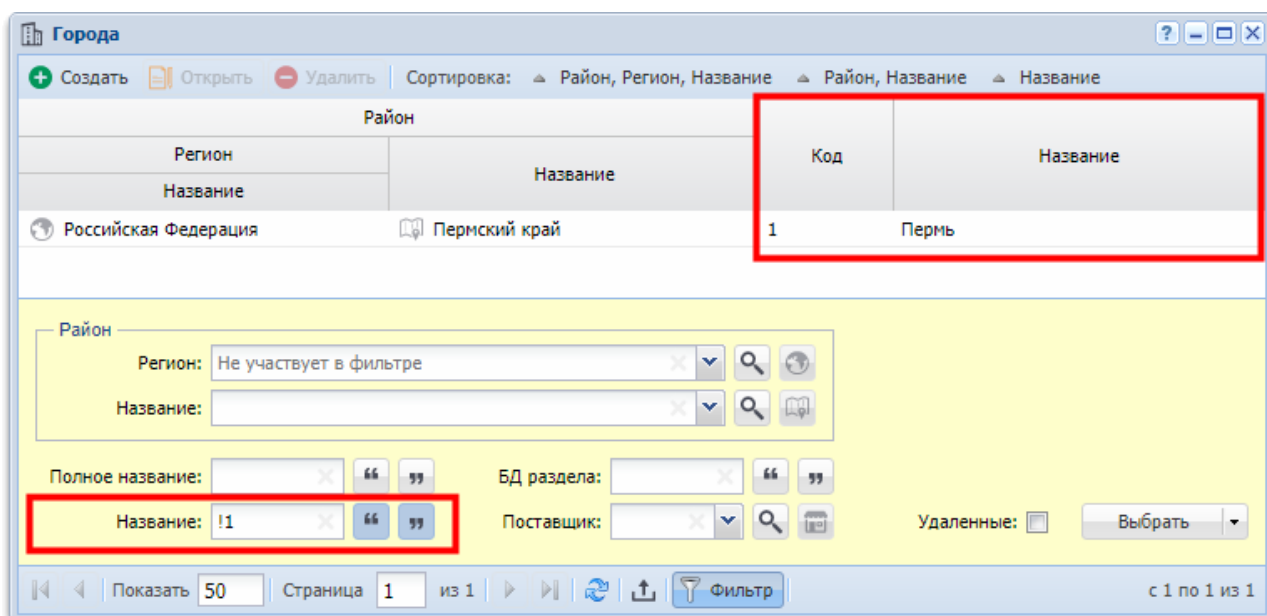 Города
Создать Открыть Удалить Сортировка: Район, Регион, Название Район, Название Название
Район
Регион
Название
Название
Код
Название
Российская Федерация Пермский край 1 Пермь
Район
Регион: Не участвует в фильтре
Название:
Полное название: БД раздела:
Название: !1 Поставщик: Удаленные: Выбрать
Показать 50 Страница 1 из 1 Фильтр с 1 по 1 из 1